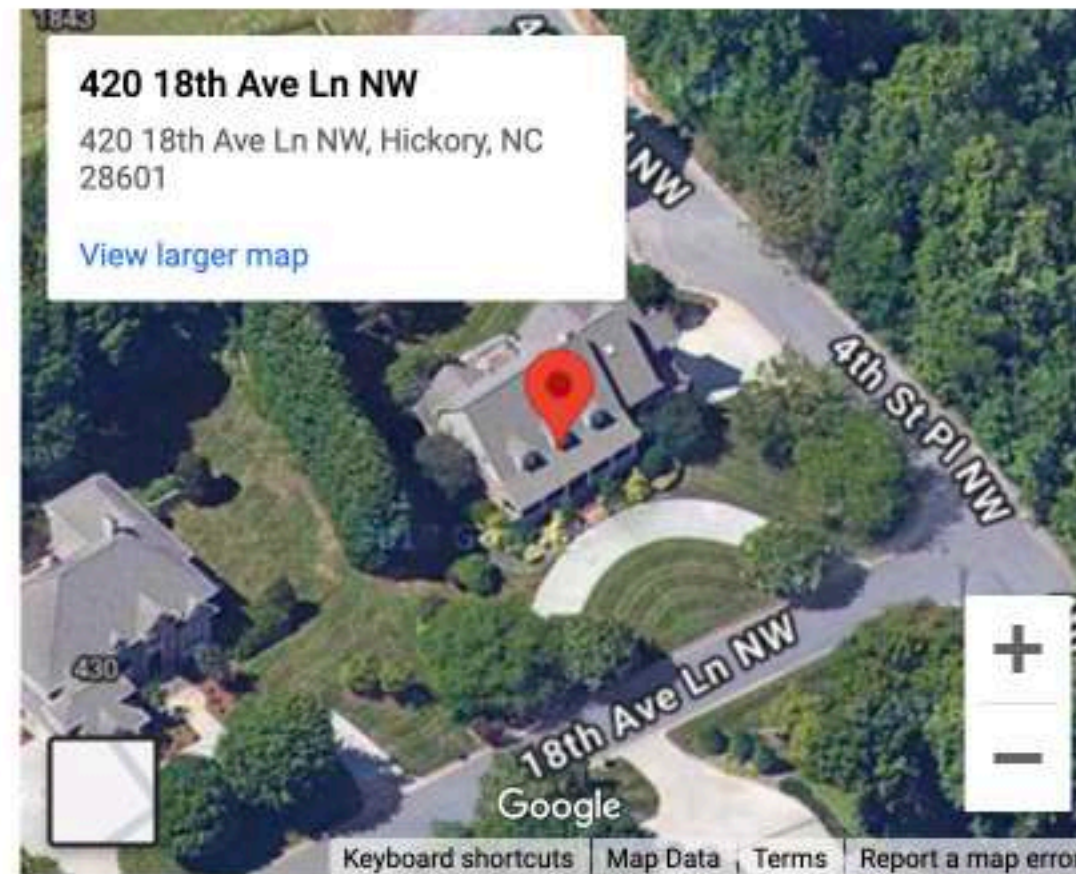 1843
420 18th Ave Ln NW
420 18th Ave Ln NW, Hickory, NC
28601
NW
View larger map
4th St Pl NW
430
18th Ave Ln NW
Google
Keyboard shortcuts
Map Data
Terms
Report a map error